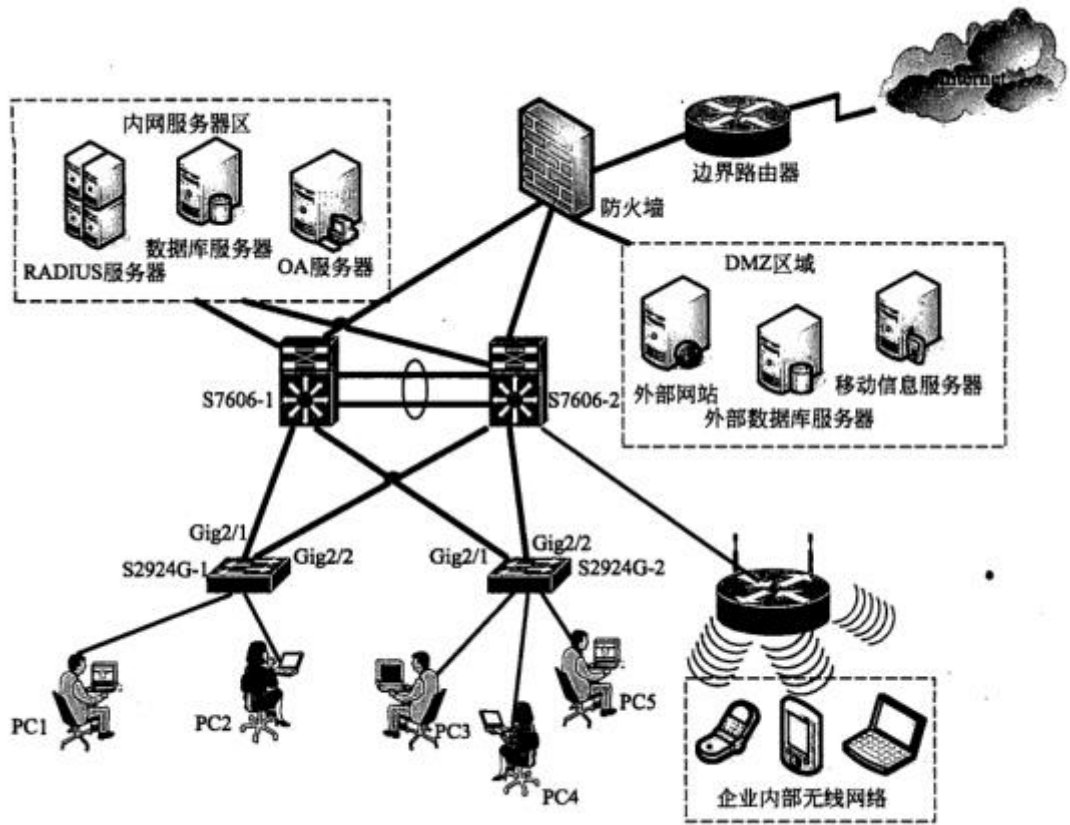 Internet
内网服务器区
边界路由器
防火墙
数据库服务器
RADIUS服务器
OA服务器
DMZ区域
S7606-1
S7606-2
外部网站
移动信息服务器
外部数据库服务器
Gig2/1
Gig2/2
S2924G-1
Gig2/1
Gig2/2
S2924G-2
PC1
PC2
PC3
PC4
PC5
企业内部无线网络